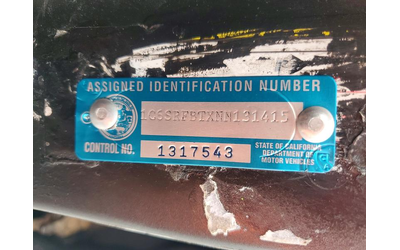 ASSIGNED IDENTIFICATION NUMBER
CONTROL NO. 1317543
STATE OF CALIFORNIA
DEPARTMENT OF
MOTOR VEHICLES